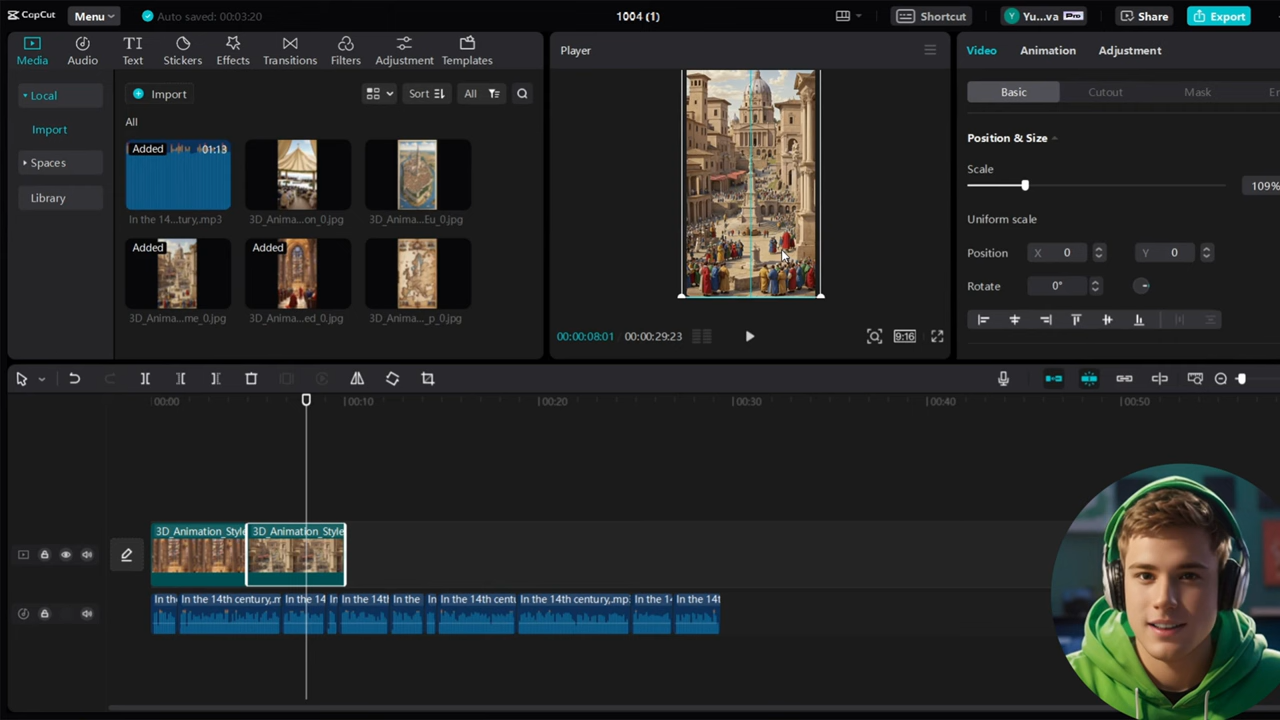 CapCut Menu Auto saved: 00:03:20 1004 (1) Shortcut Y Yu...va Pro Share Export
Media Audio Text Stickers Effects Transitions Filters Adjustment Templates
Player
Video Animation Adjustment
Local
Import
Sort All
Basic Cutout Mask
All
Import
Added 01:13
Spaces
Library
In the 14...tury,.mp3 3D_Anima...on_0.jpg 3D_Anima..._Eu_0.jpg
Added Added
3D_Anima...me_0.jpg 3D_Anima...ed_0.jpg 3D_Anima..._p_0.jpg
Position & Size
Scale
109%
Uniform scale
Position X 0 Y 0
Rotate 0°
00:00:08:01 00:00:29:23 9:16
00:00 00:10 00:20 00:30 00:40 00:50
3D_Animation_Style 3D_Animation_Style
In th In the 14th century,.m In the 14 In In the 14th In the In In the 14th centu In the 14th century,.mp In the 14 In the 14t